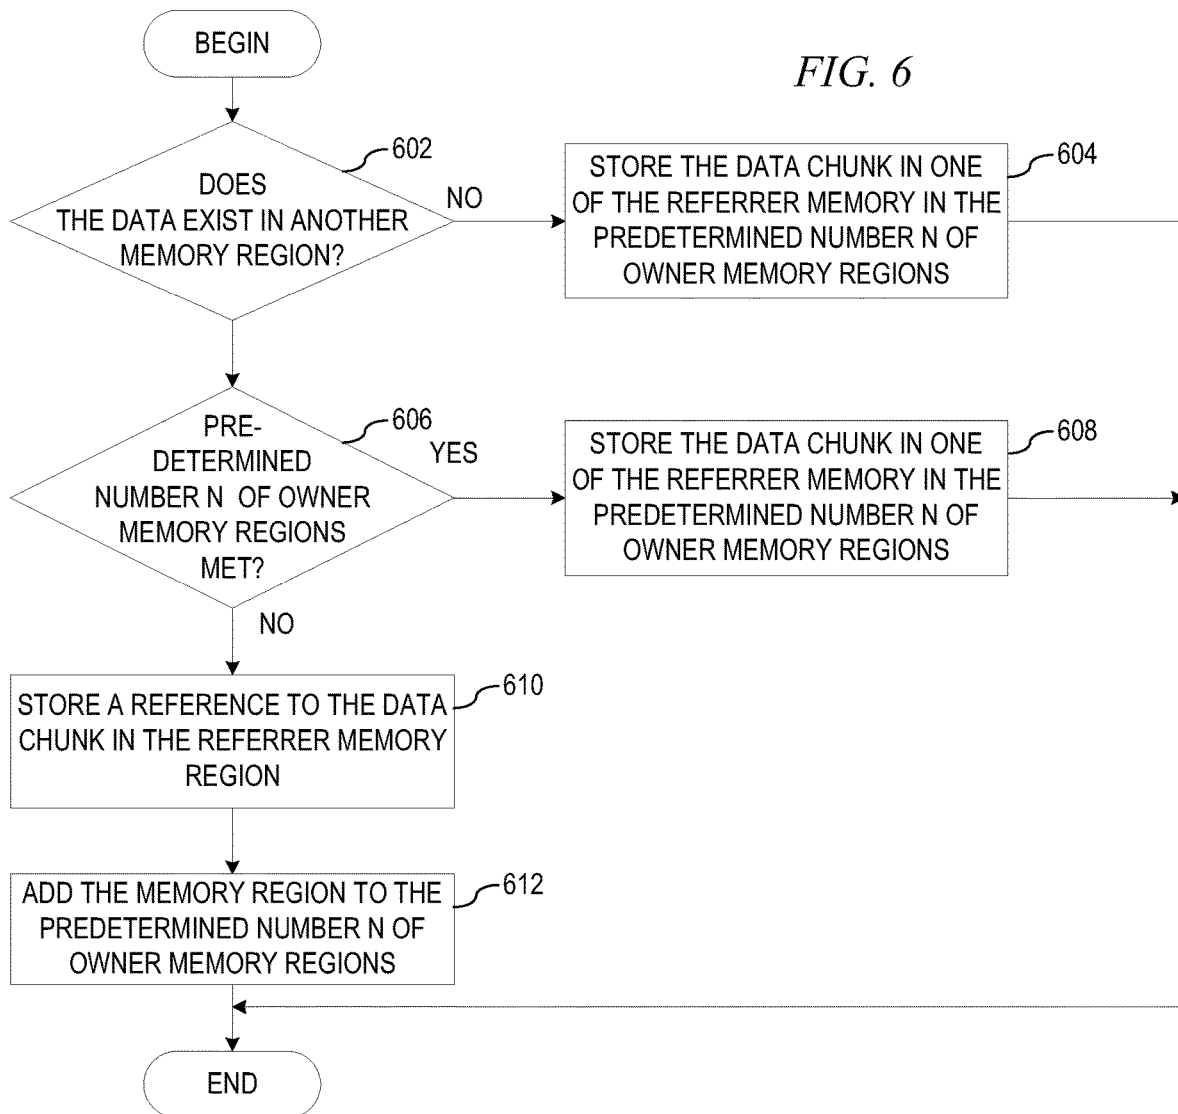 BEGIN
FIG. 6
602
DOES
THE DATA EXIST IN ANOTHER
MEMORY REGION?
NO
604
STORE THE DATA CHUNK IN ONE
OF THE REFERRER MEMORY IN THE
PREDETERMINED NUMBER N OF
OWNER MEMORY REGIONS
606
PRE-
DETERMINED
NUMBER N OF OWNER
MEMORY REGIONS
MET?
YES
608
STORE THE DATA CHUNK IN ONE
OF THE REFERRER MEMORY IN THE
PREDETERMINED NUMBER N OF
OWNER MEMORY REGIONS
NO
610
STORE A REFERENCE TO THE DATA
CHUNK IN THE REFERRER MEMORY
REGION
612
ADD THE MEMORY REGION TO THE
PREDETERMINED NUMBER N OF
OWNER MEMORY REGIONS
END